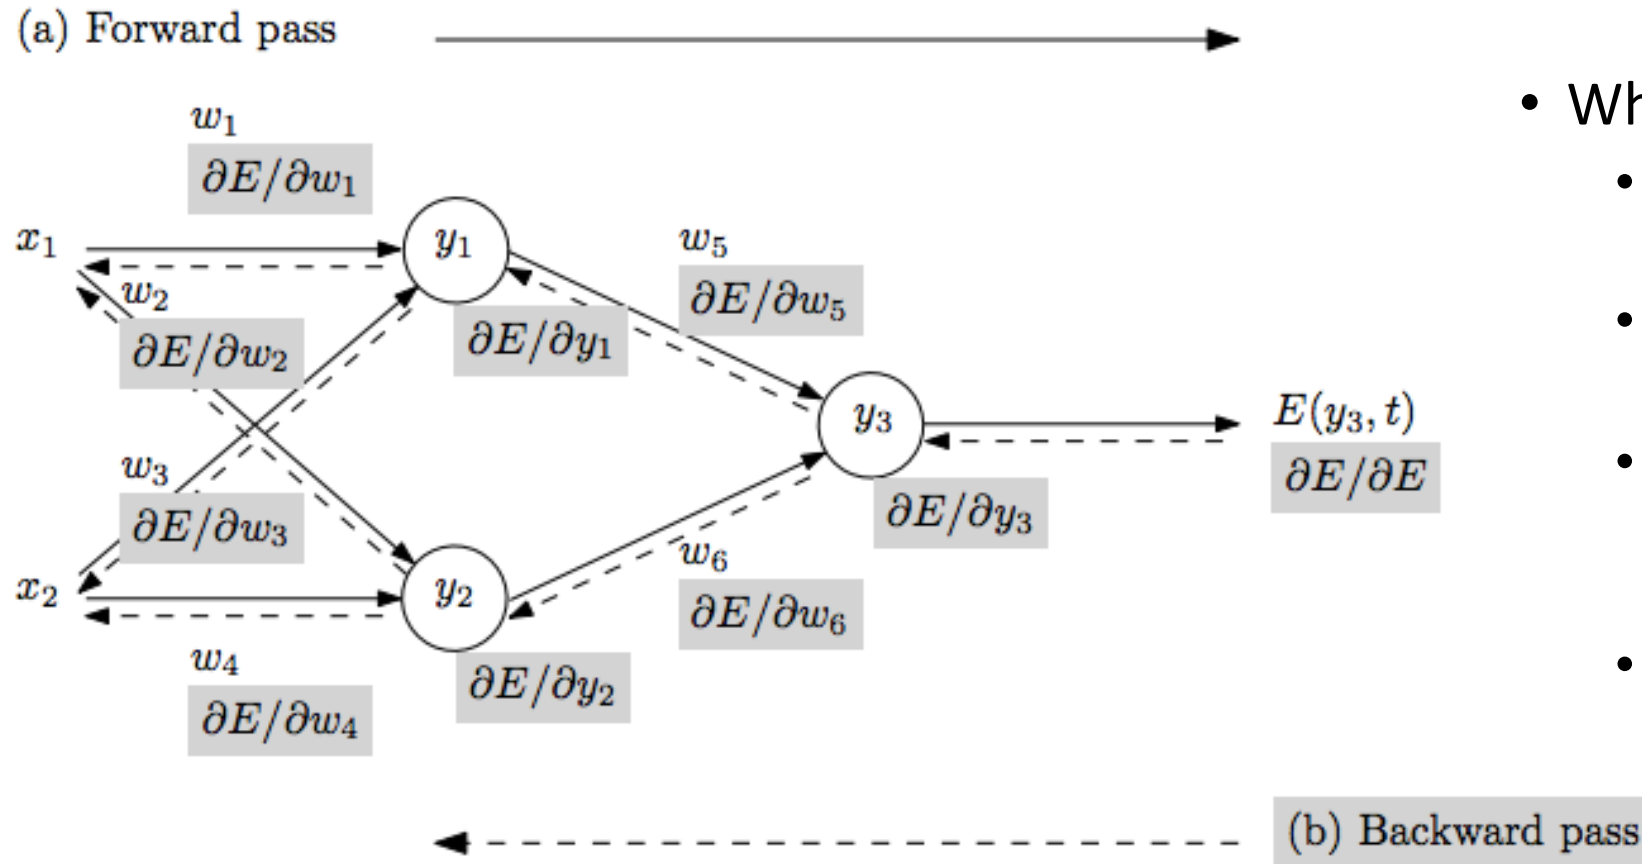 (a) Forward pass
w₁
∂E/∂w₁
x₁
y₁
w₂
∂E/∂w₂
∂E/∂y₁
w₅
∂E/∂w₅
y₃
E(y₃, t)
∂E/∂E
∂E/∂y₃
w₃
∂E/∂w₃
x₂
y₂
w₆
∂E/∂w₆
w₄
∂E/∂w₄
∂E/∂y₂
(b) Backward pass